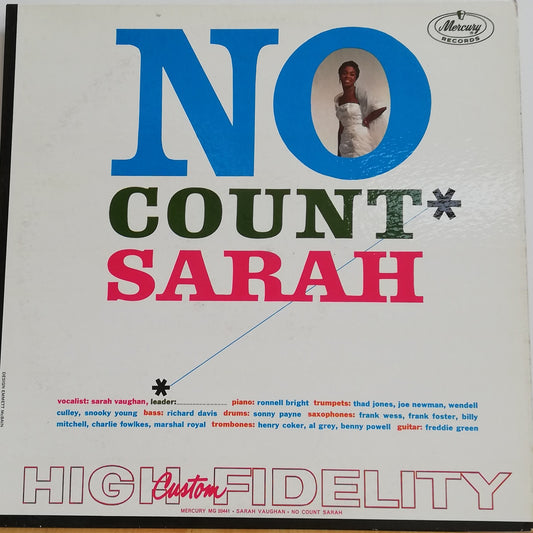 Mercury
RECORDS
NO
COUNT*
SARAH
*
vocalist: sarah vaughan, leader:.......................... piano: ronnell bright trumpets: thad jones, joe newman, wendell
culley, snooky young bass: richard davis drums: sonny payne saxophones: frank wess, frank foster, billy
mitchell, charlie fowlkes, marshal royal trombones: henry coker, al grey, benny powell guitar: freddie green
DESIGN EMMETT McBAIN
HIGH FIDELITY
Custom
MERCURY MG 20441 • SARAH VAUGHAN • NO COUNT SARAH